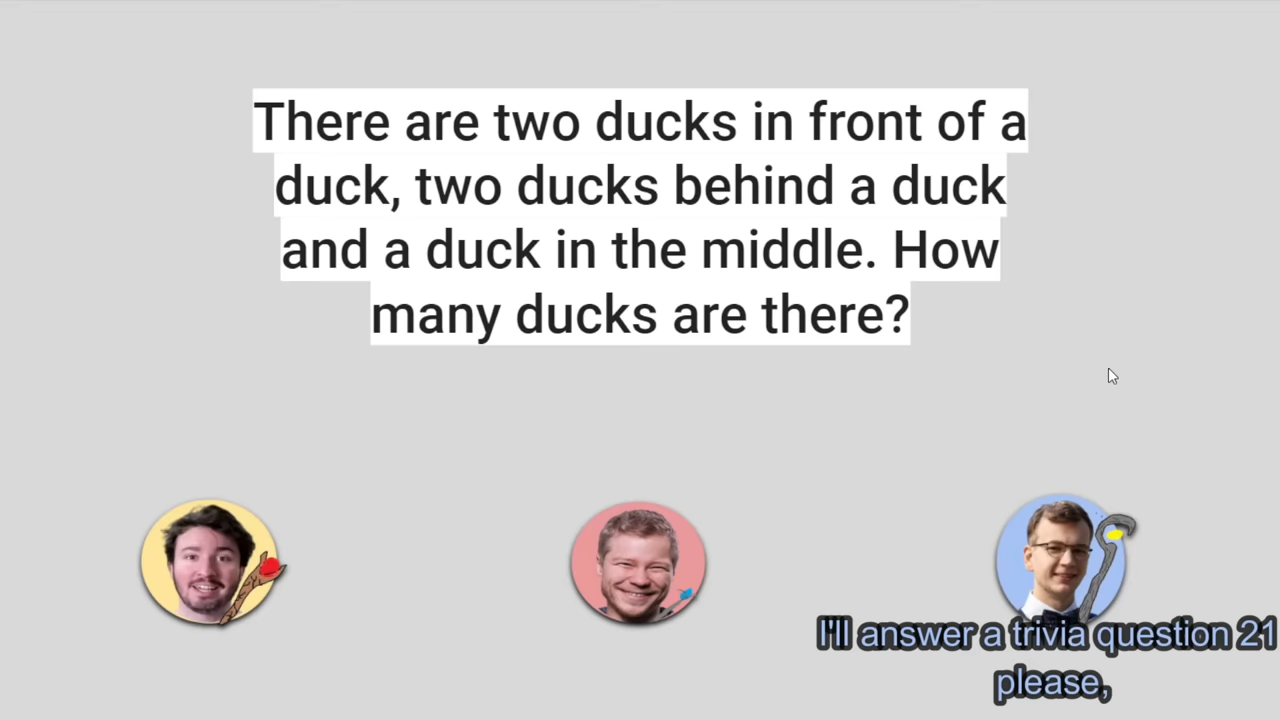 There are two ducks in front of a
duck, two ducks behind a duck
and a duck in the middle. How
many ducks are there?
I'll answer a trivia question 21
please,